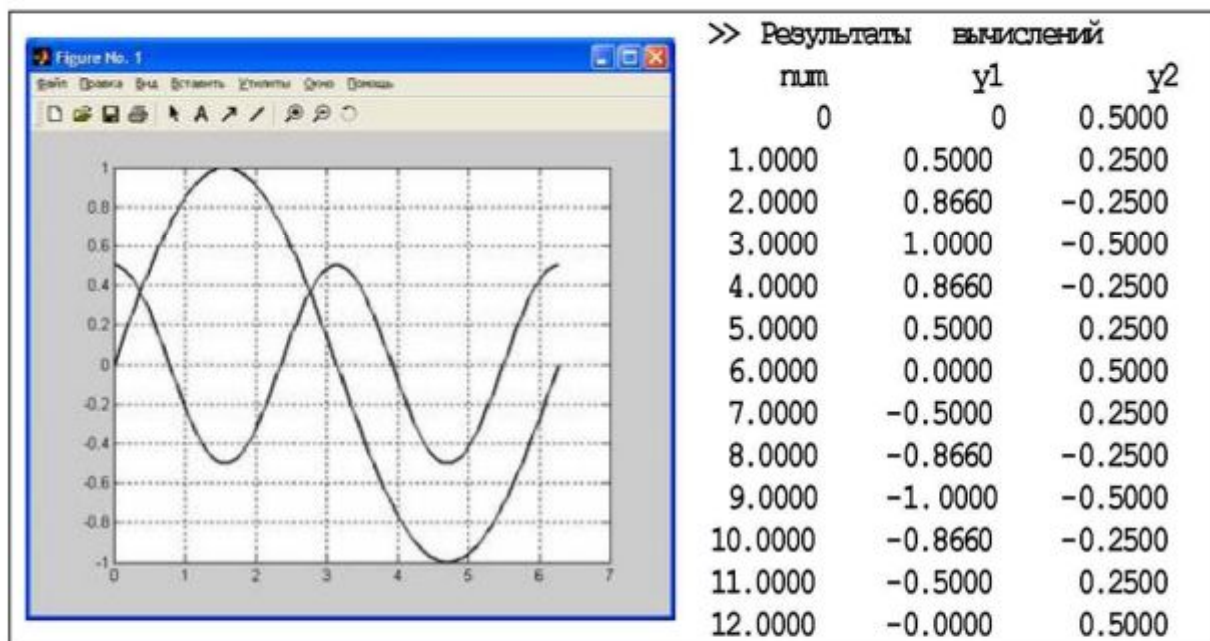 Figure No. 1
Файл Правка Вид Вставить Утилиты Окно Помощь
A
1
0.8
0.6
0.4
0.2
0
-0.2
-0.4
-0.6
-0.8
-1
0 1 2 3 4 5 6 7
>> Результаты вычислений
num y1 y2
0 0 0.5000
1.0000 0.5000 0.2500
2.0000 0.8660 -0.2500
3.0000 1.0000 -0.5000
4.0000 0.8660 -0.2500
5.0000 0.5000 0.2500
6.0000 0.0000 0.5000
7.0000 -0.5000 0.2500
8.0000 -0.8660 -0.2500
9.0000 -1.0000 -0.5000
10.0000 -0.8660 -0.2500
11.0000 -0.5000 0.2500
12.0000 -0.0000 0.5000